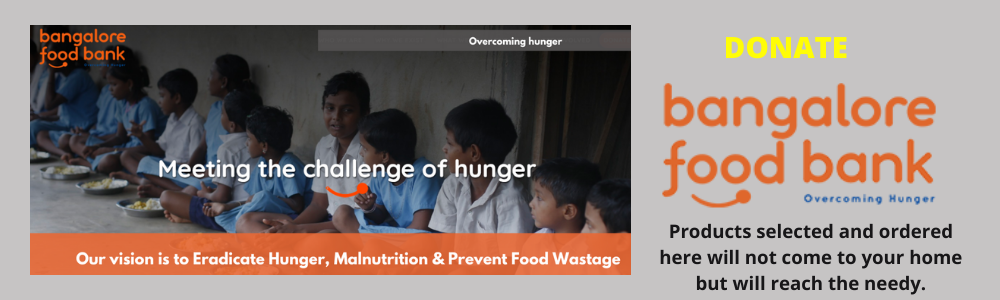 bangalore
food bank
Overcoming hunger
Meeting the challenge of hunger
Our vision is to Eradicate Hunger, Malnutrition & Prevent Food Wastage
DONATE
bangalore
food bank
Overcoming Hunger
Products selected and ordered
here will not come to your home
but will reach the needy.